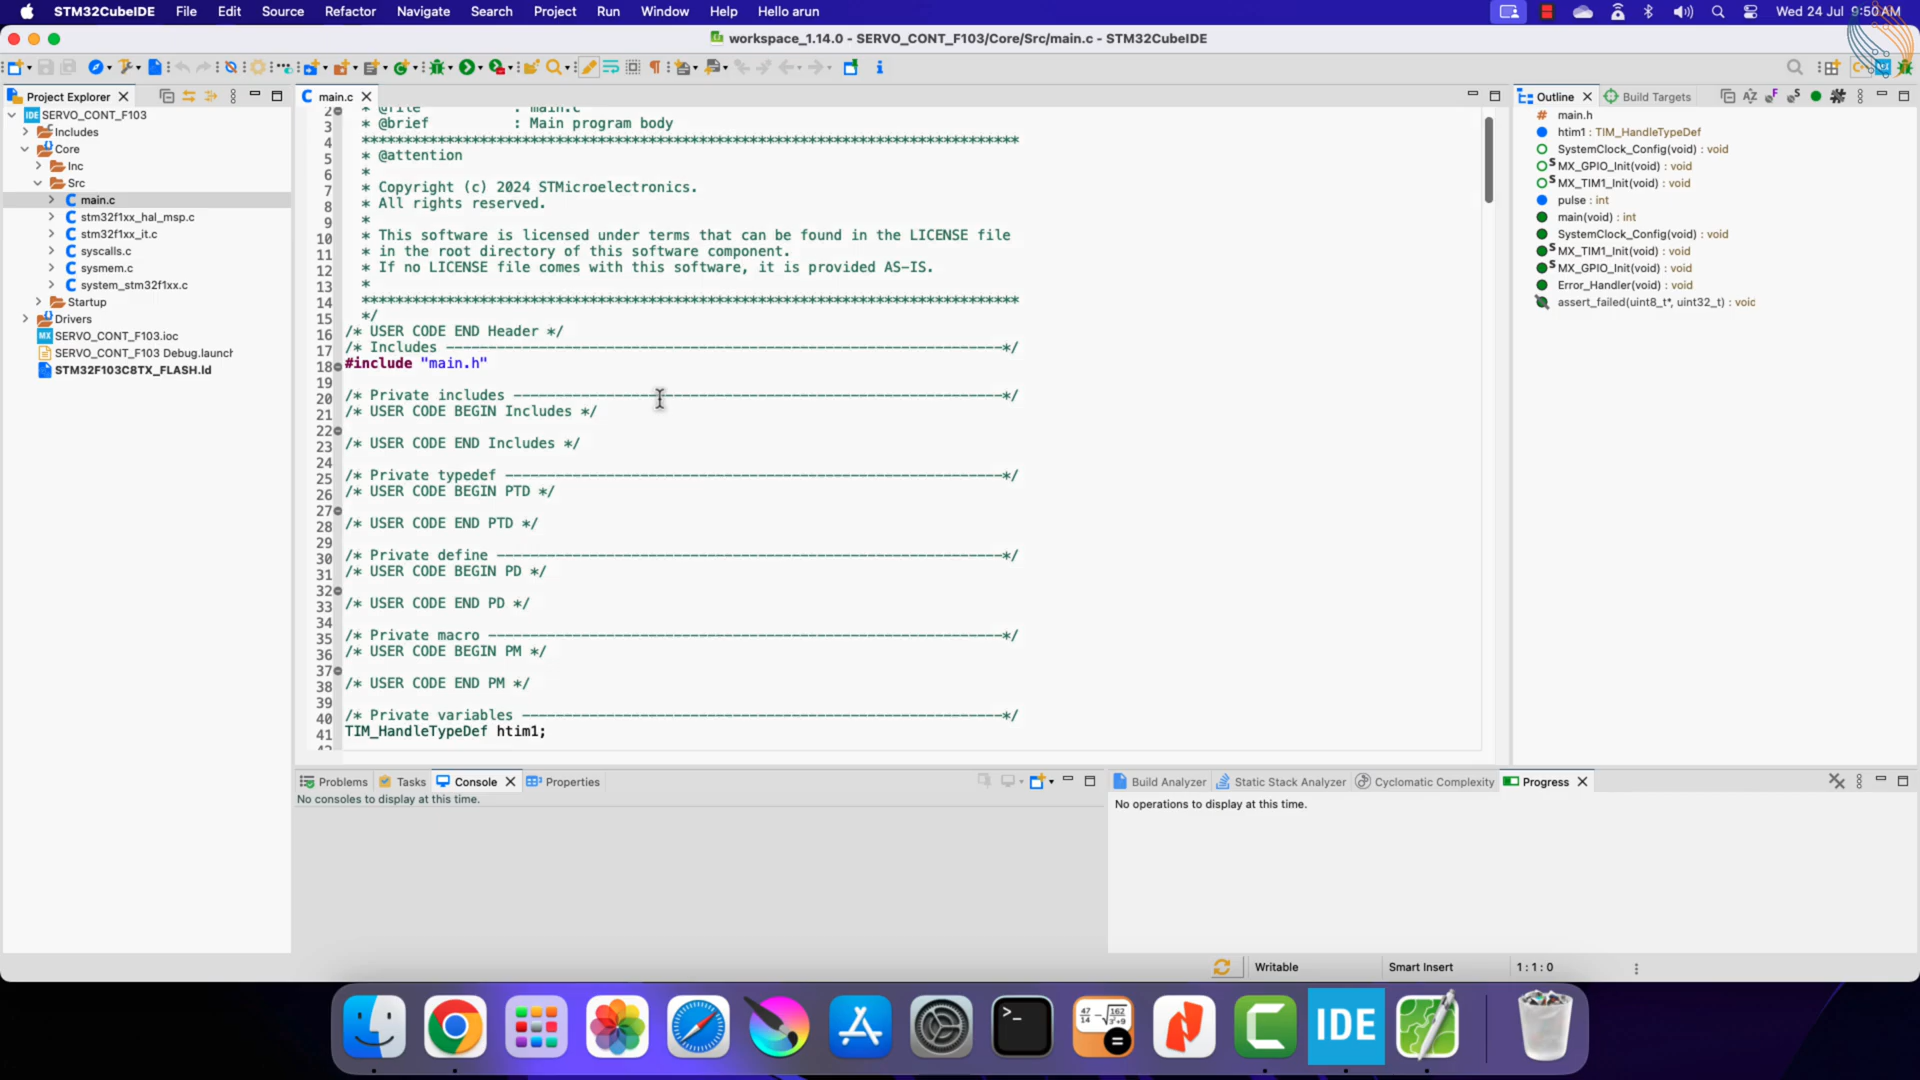 STM32CubeIDE File Edit Source Refactor Navigate Search Project Run Window Help Hello arun Wed 24 Jul 9:50 AM
workspace_1.14.0 - SERVO_CONT_F103/Core/Src/main.c - STM32CubeIDE
Project Explorer
IDE SERVO_CONT_F103
Includes
Core
Inc
Src
main.c
stm32f1xx_hal_msp.c
stm32f1xx_it.c
syscalls.c
sysmem.c
system_stm32f1xx.c
Startup
Drivers
MX SERVO_CONT_F103.ioc
SERVO_CONT_F103 Debug.launch
STM32F103C8TX_FLASH.ld
main.c
2 * @file : main.c
3 * @brief : Main program body
4 ******************************************************************************
5 * @attention
6 *
7 * Copyright (c) 2024 STMicroelectronics.
8 * All rights reserved.
9 *
10 * This software is licensed under terms that can be found in the LICENSE file
11 * in the root directory of this software component.
12 * If no LICENSE file comes with this software, it is provided AS-IS.
13 *
14 ******************************************************************************
15 */
16 /* USER CODE END Header */
17 /* Includes ------------------------------------------------------------------*/
18 #include "main.h"
19
20 /* Private includes ----------------------------------------------------------*/
21 /* USER CODE BEGIN Includes */
22
23 /* USER CODE END Includes */
24
25 /* Private typedef -----------------------------------------------------------*/
26 /* USER CODE BEGIN PTD */
27
28 /* USER CODE END PTD */
29
30 /* Private define ------------------------------------------------------------*/
31 /* USER CODE BEGIN PD */
32
33 /* USER CODE END PD */
34
35 /* Private macro -------------------------------------------------------------*/
36 /* USER CODE BEGIN PM */
37
38 /* USER CODE END PM */
39
40 /* Private variables ---------------------------------------------------------*/
41 TIM_HandleTypeDef htim1;
Outline Build Targets
main.h
htim1 : TIM_HandleTypeDef
SystemClock_Config(void) : void
MX_GPIO_Init(void) : void
MX_TIM1_Init(void) : void
pulse : int
main(void) : int
SystemClock_Config(void) : void
MX_TIM1_Init(void) : void
MX_GPIO_Init(void) : void
Error_Handler(void) : void
assert_failed(uint8_t*, uint32_t) : void
Problems Tasks Console Properties
No consoles to display at this time.
Build Analyzer Static Stack Analyzer Cyclomatic Complexity Progress
No operations to display at this time.
Writable Smart Insert 1 : 1 : 0
IDE